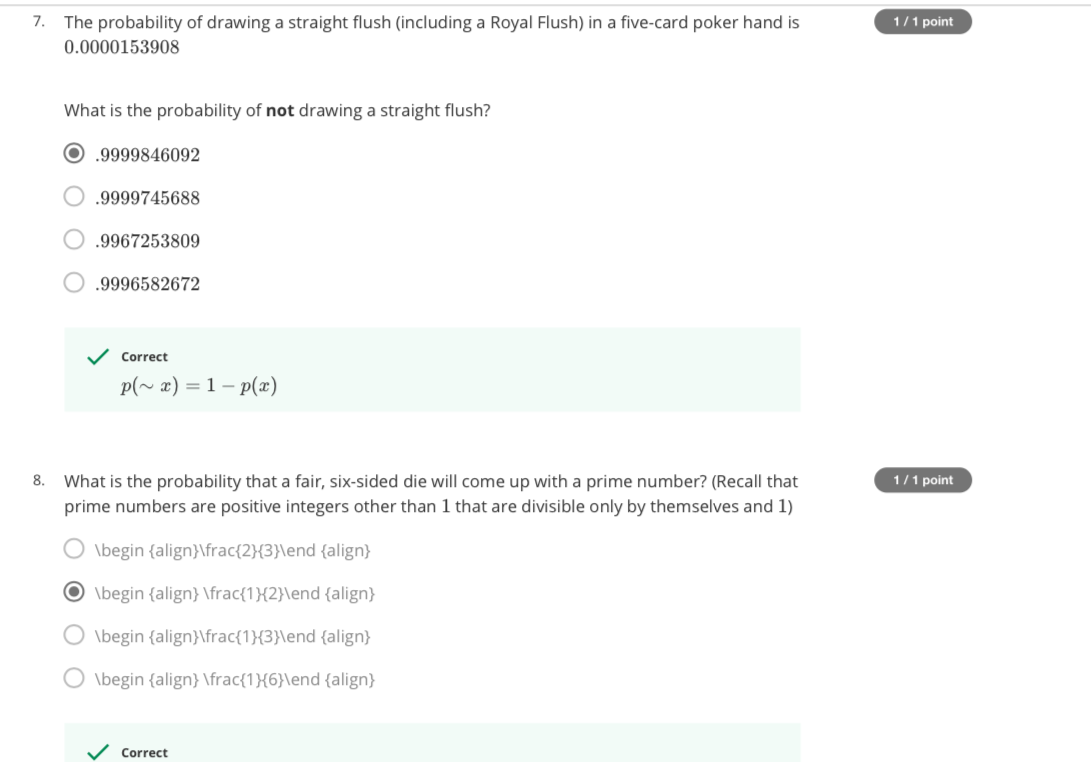 7. The probability of drawing a straight flush (including a Royal Flush) in a five-card poker hand is
1 / 1 point
0.0000153908
What is the probability of not drawing a straight flush?
.9999846092
.9999745688
.9967253809
.9996582672
Correct
p(∼ x) = 1 − p(x)
8. What is the probability that a fair, six-sided die will come up with a prime number? (Recall that
1 / 1 point
prime numbers are positive integers other than 1 that are divisible only by themselves and 1)
\begin {align}\frac{2}{3}\end {align}
\begin {align} \frac{1}{2}\end {align}
\begin {align}\frac{1}{3}\end {align}
\begin {align} \frac{1}{6}\end {align}
Correct